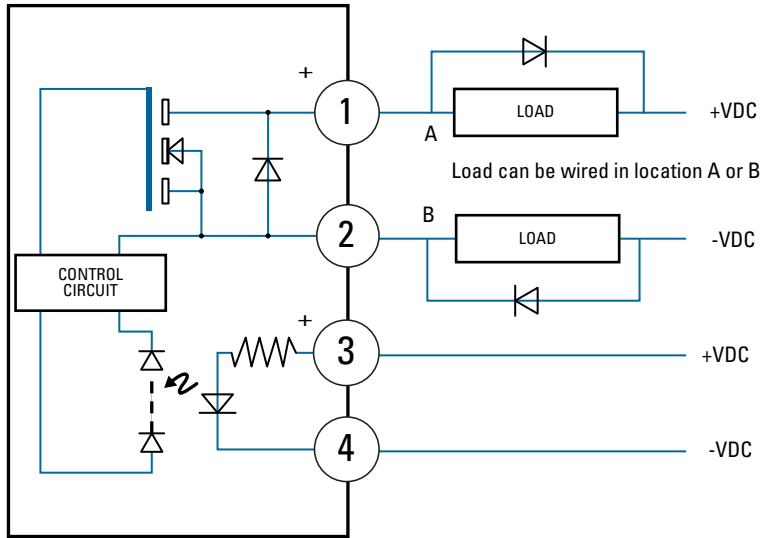 +
1
LOAD
+VDC
A
Load can be wired in location A or B
B
2
LOAD
-VDC
CONTROL
CIRCUIT
+
3
+VDC
4
-VDC